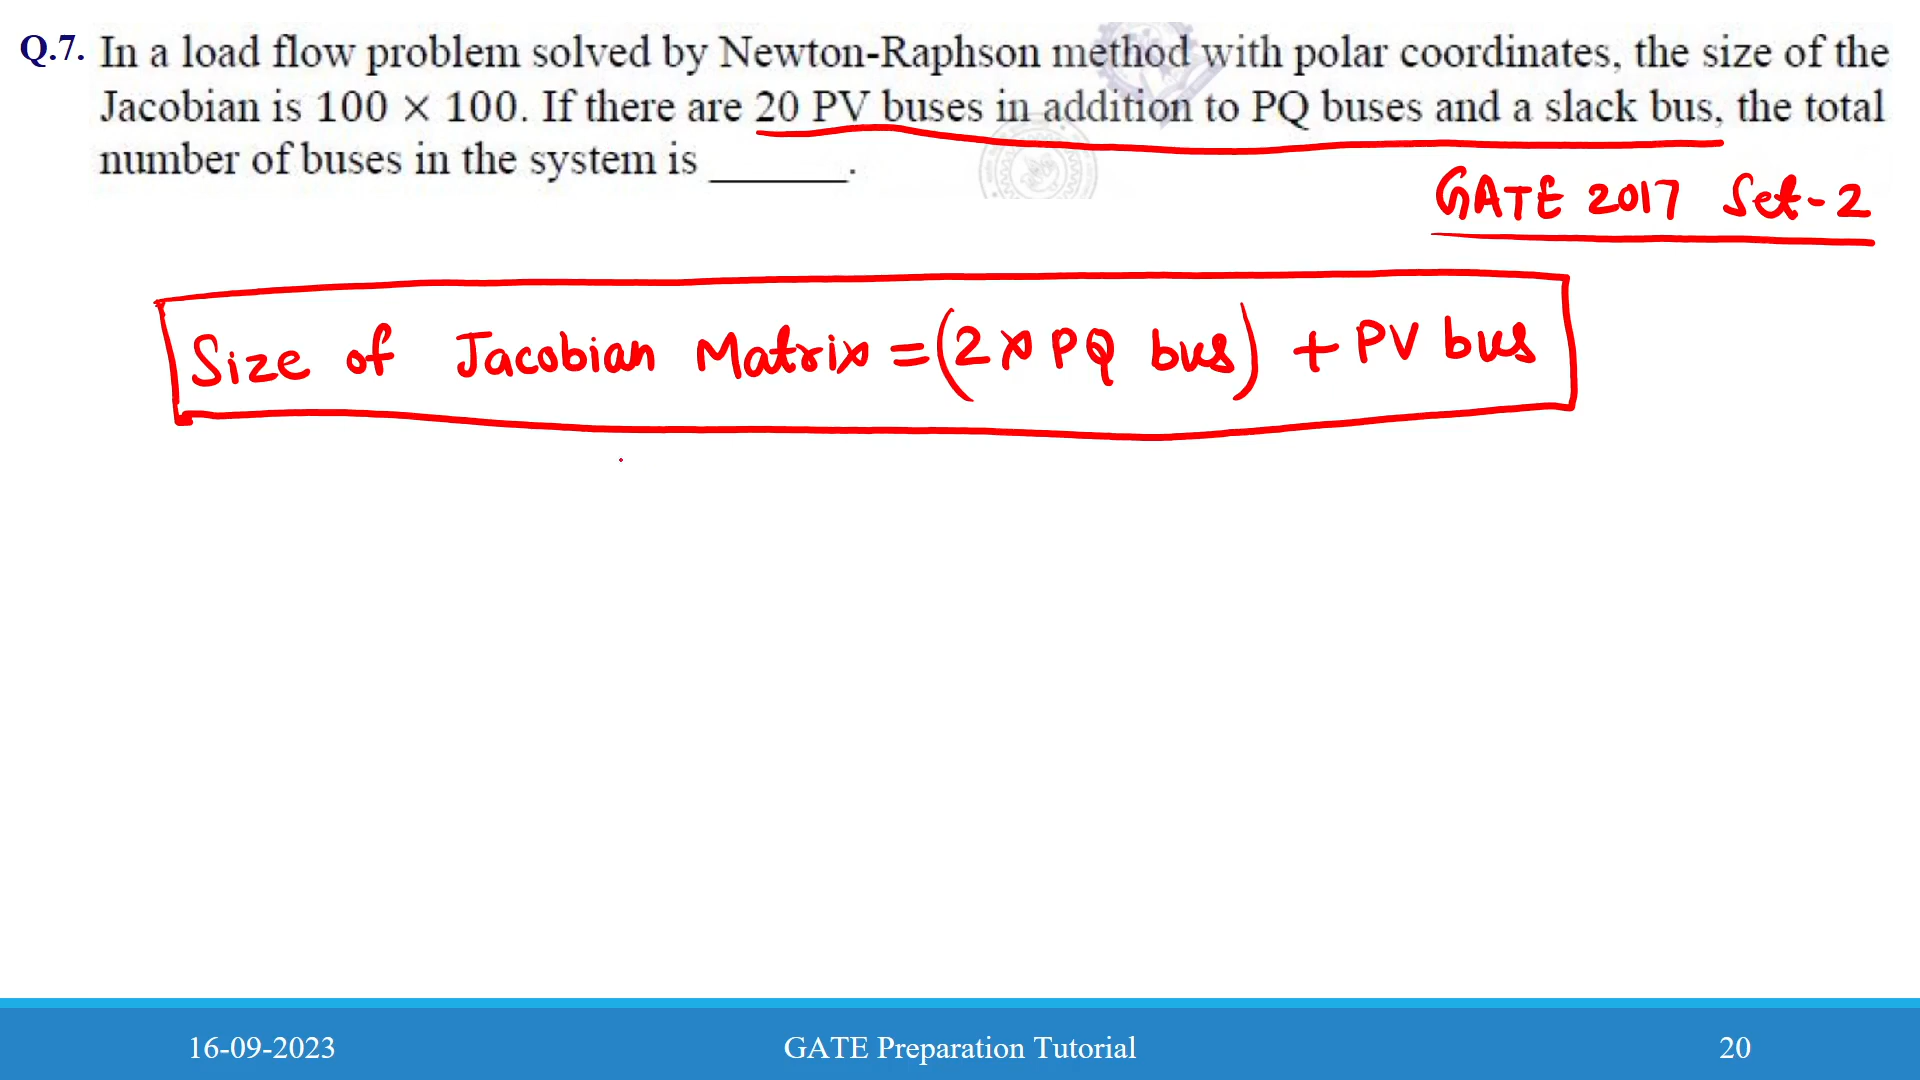 Q.7. In a load flow problem solved by Newton-Raphson method with polar coordinates, the size of the
Jacobian is 100 × 100. If there are 20 PV buses in addition to PQ buses and a slack bus, the total
number of buses in the system is ______.
GATE 2017 Set-2
Size of Jacobian Matrix = (2 × PQ bus) + PV bus
16-09-2023 GATE Preparation Tutorial 20